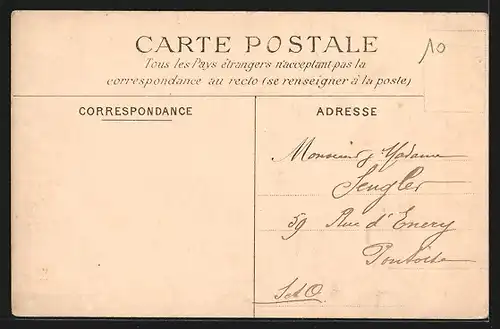 CARTE POSTALE
10
Tous les Pays étrangers n'acceptant pas la
correspondance au recto (se renseigner à la poste)
CORRESPONDANCE
ADRESSE
Monsieur & Madame
Sengler
59 Rue d'Enery
Pontoise
S et O